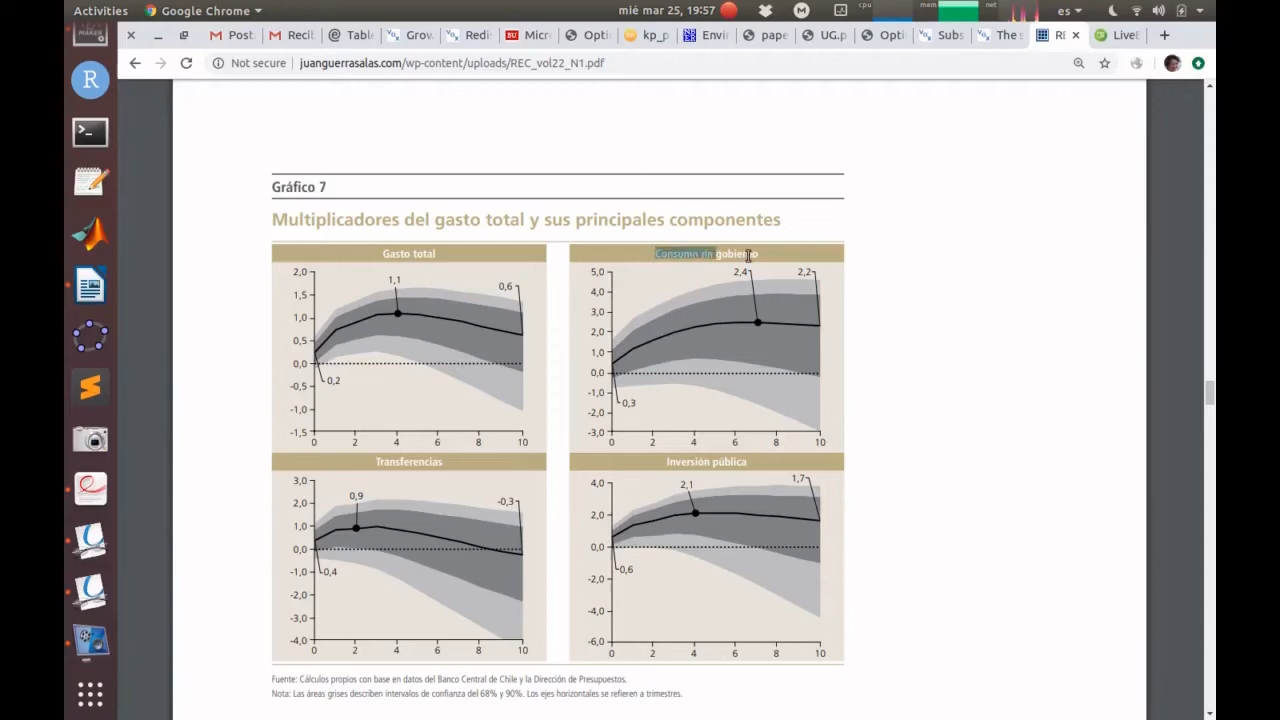 Activities
Google Chrome
mié mar 25, 19:57
cpu
mem
net
es
Post
Recil
Table
Grow
Redi
Micr
Opti
kp_p
Envi
pape
UG.p
Opti
Subs
The s
RE
LiveE
Not secure
juanguerrasalas.com/wp-content/uploads/REC_vol22_N1.pdf
Gráfico 7
Multiplicadores del gasto total y sus principales componentes
Gasto total
2,0
1,5
1,0
0,5
0,0
-0,5
-1,0
-1,5
1,1
0,6
0,2
0 2 4 6 8 10
Consumo de gobierno
5,0
4,0
3,0
2,0
1,0
0,0
-1,0
-2,0
-3,0
2,4
2,2
0,3
0 2 4 6 8 10
Transferencias
3,0
2,0
1,0
0,0
-1,0
-2,0
-3,0
-4,0
0,9
-0,3
0,4
0 2 4 6 8 10
Inversión pública
4,0
2,0
0,0
-2,0
-4,0
-6,0
2,1
1,7
0,6
0 2 4 6 8 10
Fuente: Cálculos propios con base en datos del Banco Central de Chile y la Dirección de Presupuestos.
Nota: Las áreas grises describen intervalos de confianza del 68% y 90%. Los ejes horizontales se refieren a trimestres.